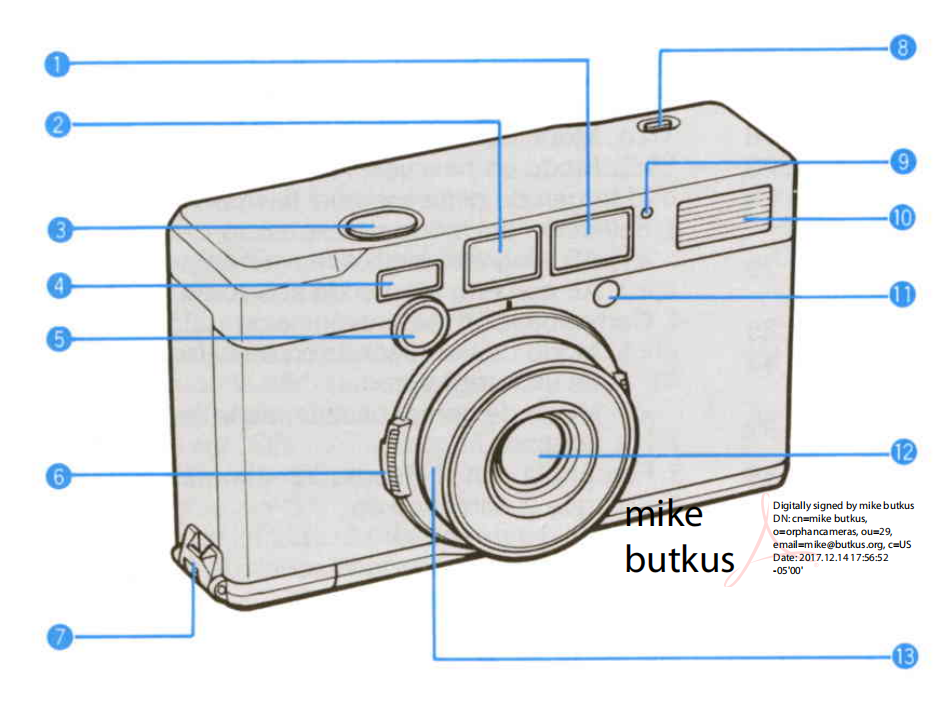 1
8
2
9
3
10
4
11
5
12
6
mike
butkus
Digitally signed by mike butkus
DN: cn=mike butkus,
o=orphancameras, ou=29,
email=mike@butkus.org, c=US
Date: 2017.12.14 17:56:52
-05'00'
7
13